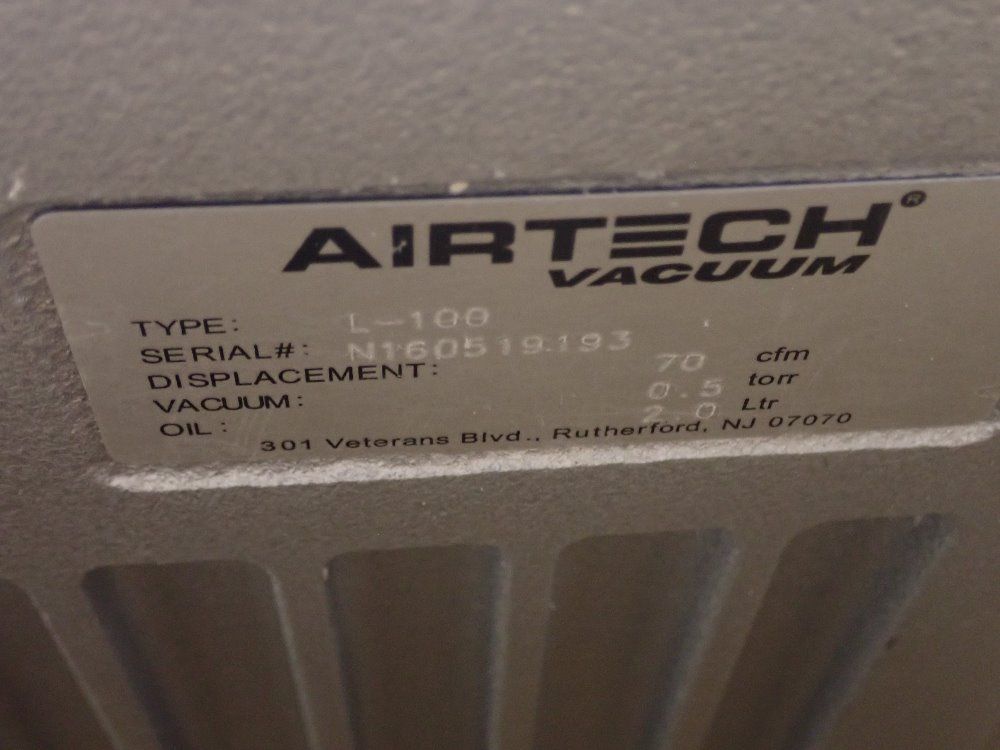 AIRTECH®
VACUUM
TYPE: L-100
SERIAL#: N160519193
DISPLACEMENT: 70 cfm
VACUUM: 0.5 torr
OIL: 2.0 Ltr
301 Veterans Blvd., Rutherford, NJ 07070